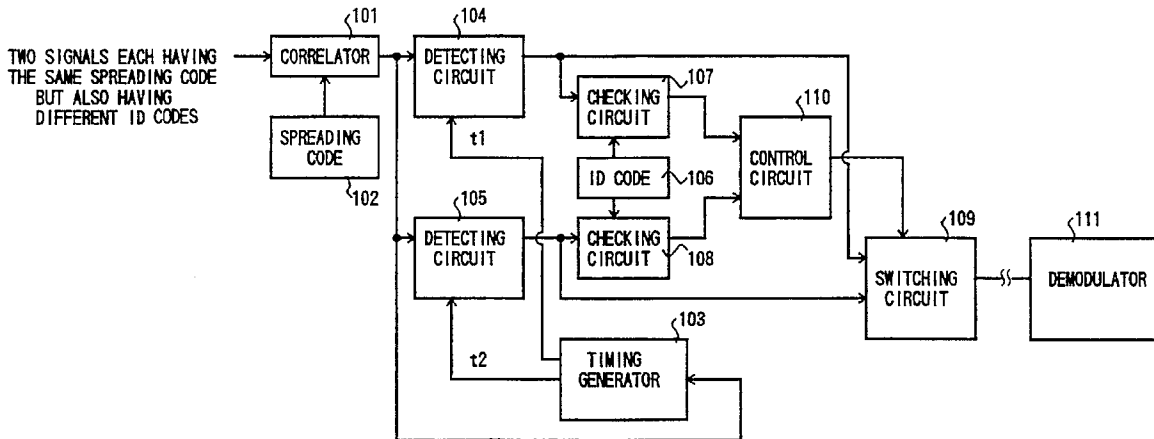 TWO SIGNALS EACH HAVING
THE SAME SPREADING CODE
BUT ALSO HAVING
DIFFERENT ID CODES
101
CORRELATOR
SPREADING
CODE
102
104
DETECTING
CIRCUIT
t1
105
DETECTING
CIRCUIT
t2
103
TIMING
GENERATOR
107
CHECKING
CIRCUIT
ID CODE
106
CHECKING
CIRCUIT
108
110
CONTROL
CIRCUIT
109
SWITCHING
CIRCUIT
111
DEMODULATOR